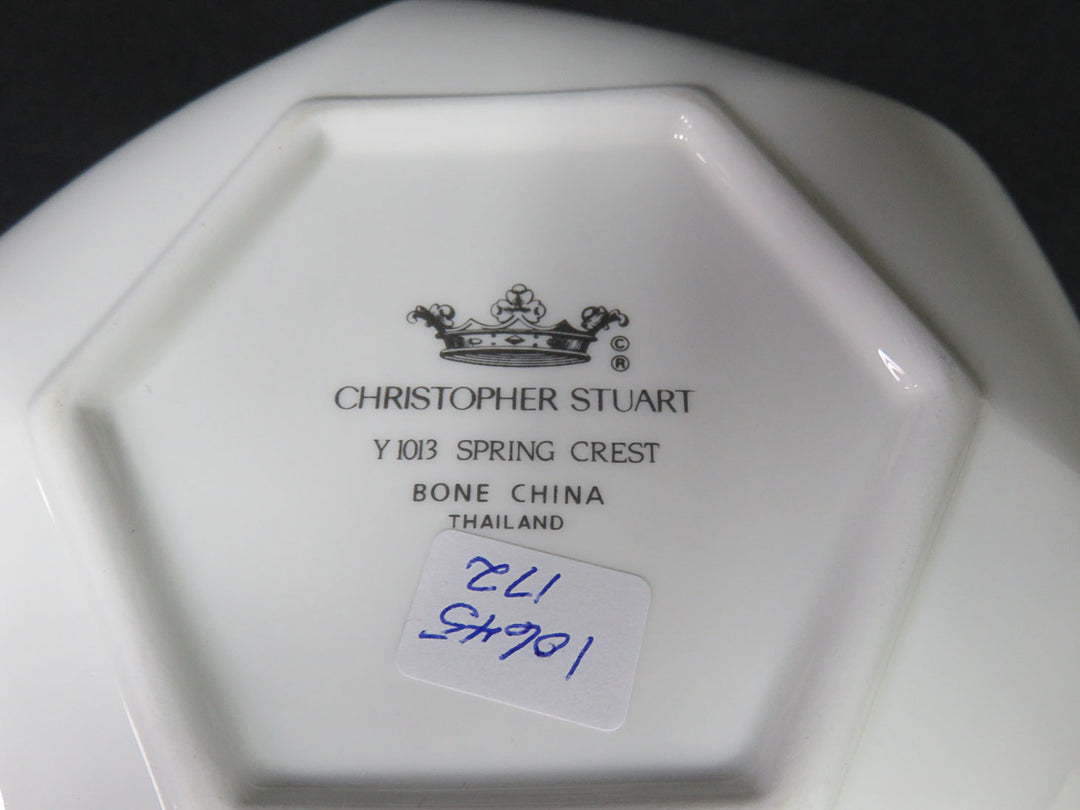 ©
®
CHRISTOPHER STUART
Y 1013 SPRING CREST
BONE CHINA
THAILAND
10645
172